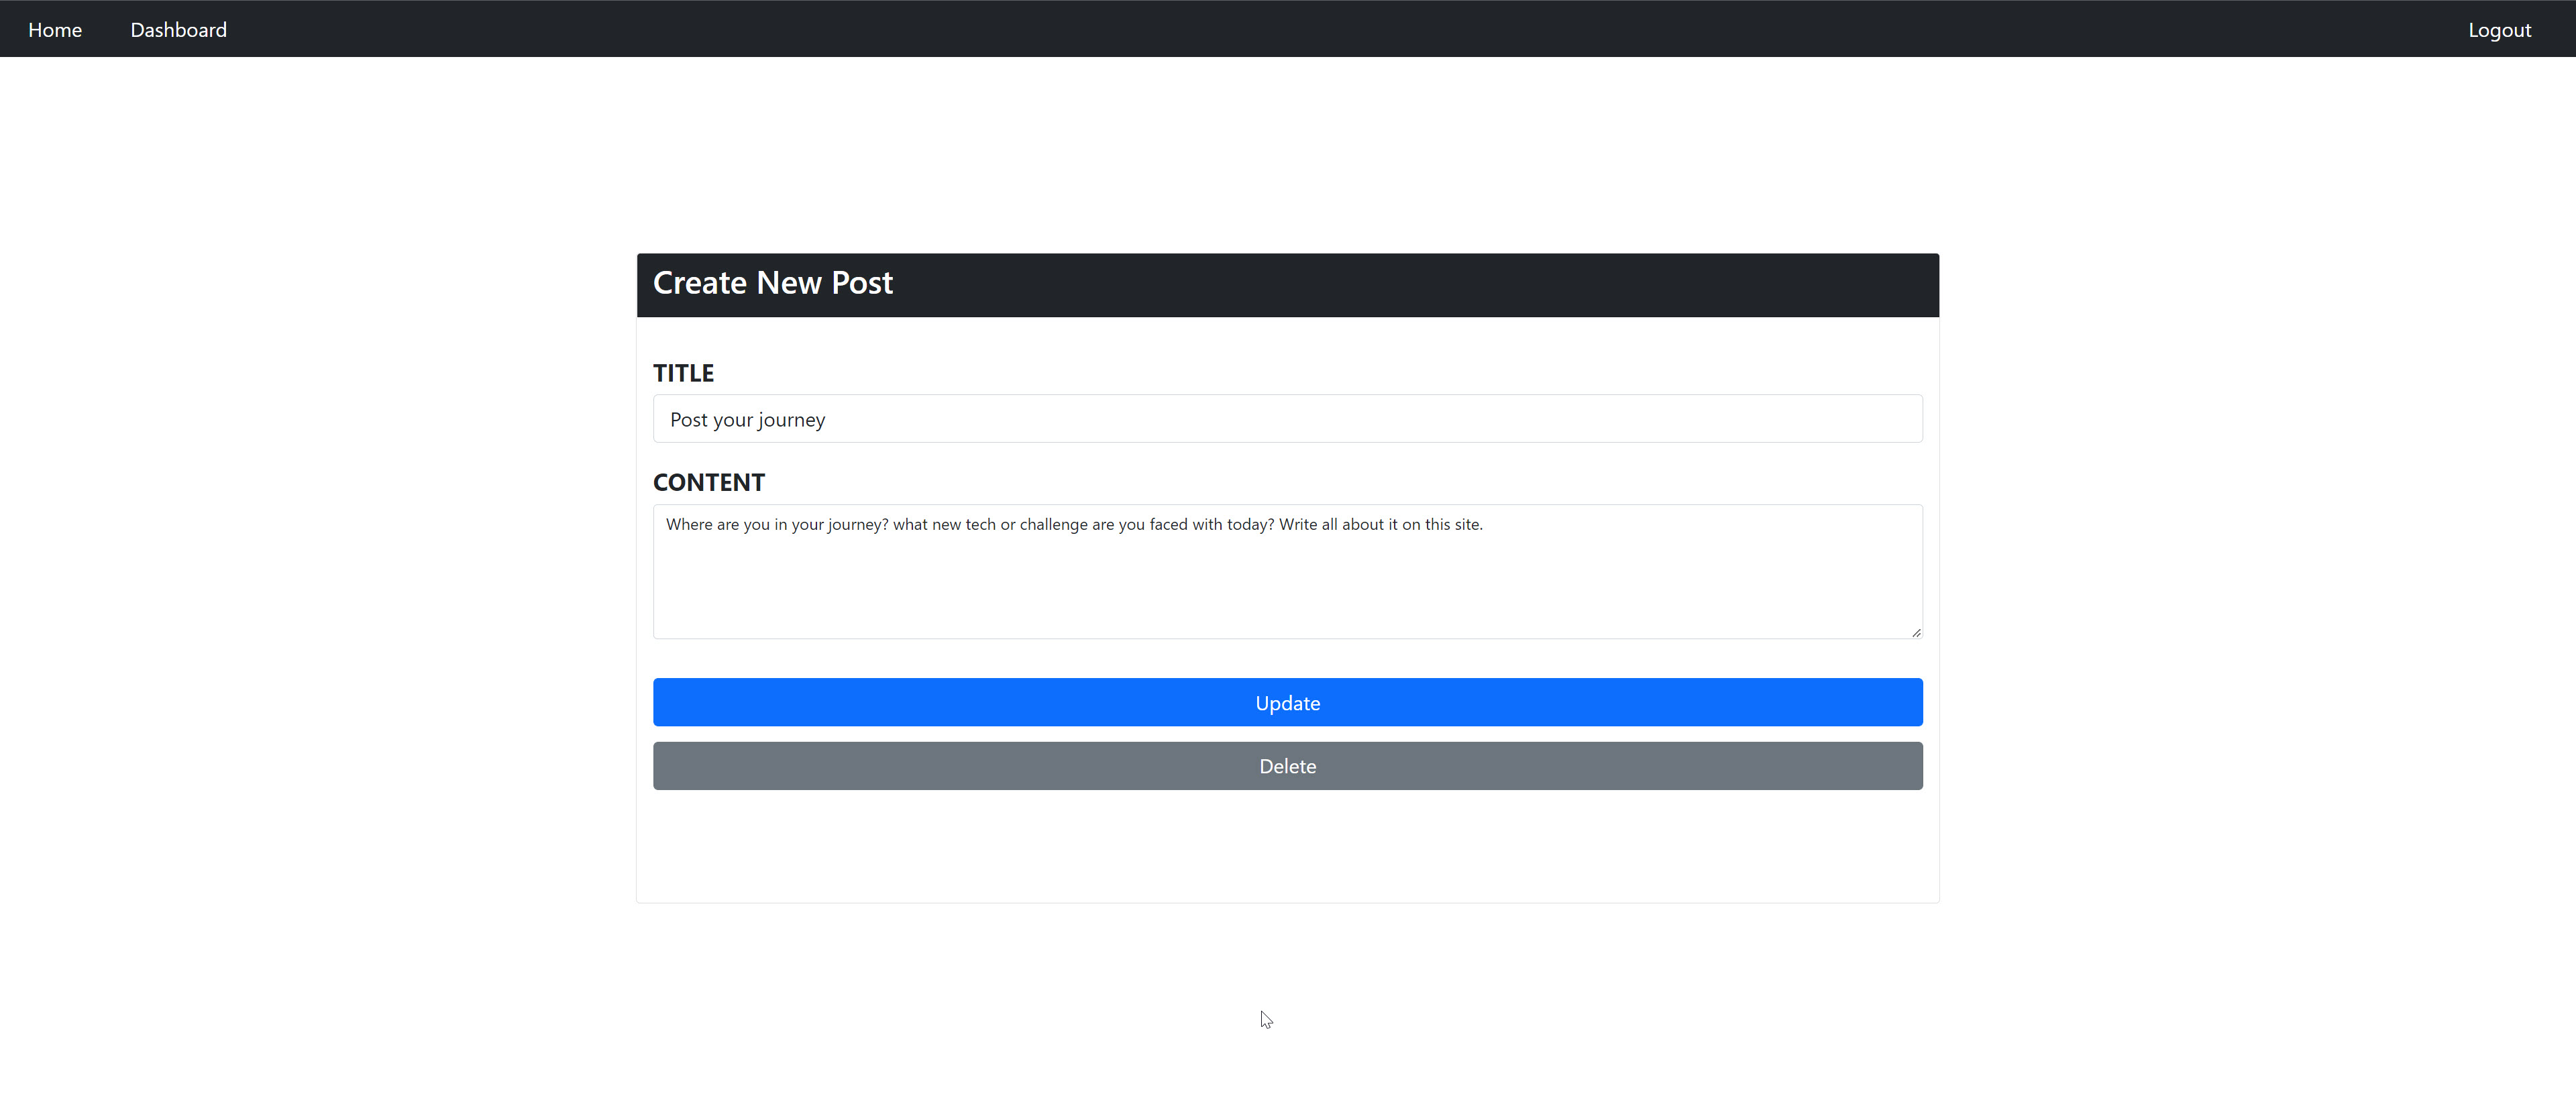 Home Dashboard Logout
Create New Post
TITLE
Post your journey
CONTENT
Where are you in your journey? what new tech or challenge are you faced with today? Write all about it on this site.
Update
Delete